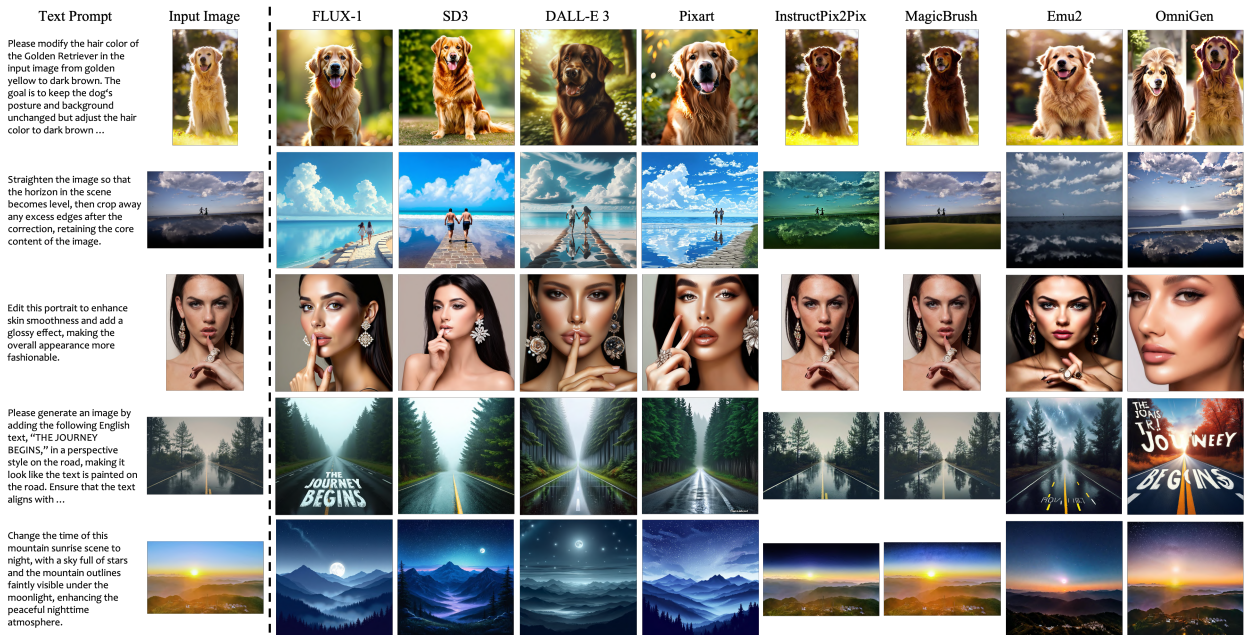 Text Prompt
Input Image
FLUX-1
SD3
DALL-E 3
Pixart
InstructPix2Pix
MagicBrush
Emu2
OmniGen
Please modify the hair color of
the Golden Retriever in the
input image from golden
yellow to dark brown. The
goal is to keep the dog's
posture and background
unchanged but adjust the hair
color to dark brown ...
Straighten the image so that
the horizon in the scene
becomes level, then crop away
any excess edges after the
correction, retaining the core
content of the image.
Edit this portrait to enhance
skin smoothness and add a
glossy effect, making the
overall appearance more
fashionable.
Please generate an image by
adding the following English
text, “THE JOURNEY
BEGINS,” in a perspective
style on the road, making it
look like the text is painted on
the road. Ensure that the text
aligns with ...
THE
JOURNEY
BEGINS
THE
JOAIS
TR!
JOURNEEY
BEGINS
Change the time of this
mountain sunrise scene to
night, with a sky full of stars
and the mountain outlines
faintly visible under the
moonlight, enhancing the
peaceful nighttime
atmosphere.